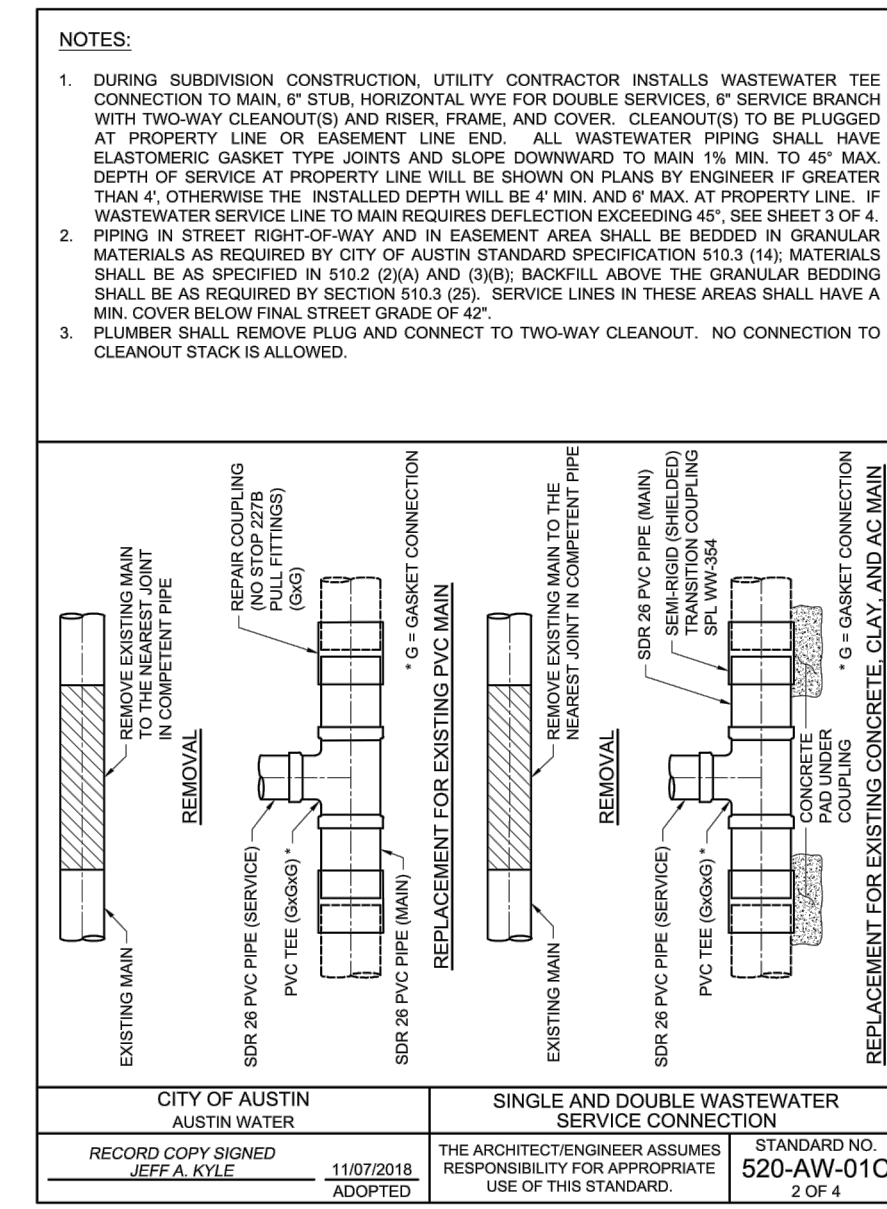 NOTES:
1. DURING SUBDIVISION CONSTRUCTION, UTILITY CONTRACTOR INSTALLS WASTEWATER TEE
CONNECTION TO MAIN, 6" STUB, HORIZONTAL WYE FOR DOUBLE SERVICES, 6" SERVICE BRANCH
WITH TWO-WAY CLEANOUT(S) AND RISER, FRAME, AND COVER. CLEANOUT(S) TO BE PLUGGED
AT PROPERTY LINE OR EASEMENT LINE END. ALL WASTEWATER PIPING SHALL HAVE
ELASTOMERIC GASKET TYPE JOINTS AND SLOPE DOWNWARD TO MAIN 1% MIN. TO 45° MAX.
DEPTH OF SERVICE AT PROPERTY LINE WILL BE SHOWN ON PLANS BY ENGINEER IF GREATER
THAN 4', OTHERWISE THE INSTALLED DEPTH WILL BE 4' MIN. AND 6' MAX. AT PROPERTY LINE. IF
WASTEWATER SERVICE LINE TO MAIN REQUIRES DEFLECTION EXCEEDING 45°, SEE SHEET 3 OF 4.
2. PIPING IN STREET RIGHT-OF-WAY AND IN EASEMENT AREA SHALL BE BEDDED IN GRANULAR
MATERIALS AS REQUIRED BY CITY OF AUSTIN STANDARD SPECIFICATION 510.3 (14); MATERIALS
SHALL BE AS SPECIFIED IN 510.2 (2)(A) AND (3)(B); BACKFILL ABOVE THE GRANULAR BEDDING
SHALL BE AS REQUIRED BY SECTION 510.3 (25). SERVICE LINES IN THESE AREAS SHALL HAVE A
MIN. COVER BELOW FINAL STREET GRADE OF 42".
3. PLUMBER SHALL REMOVE PLUG AND CONNECT TO TWO-WAY CLEANOUT. NO CONNECTION TO
CLEANOUT STACK IS ALLOWED.
EXISTING MAIN
REMOVE EXISTING MAIN
TO THE NEAREST JOINT
IN COMPETENT PIPE
REMOVAL
REPAIR COUPLING
(NO STOP 227B
PULL FITTINGS)
(GxG)
SDR 26 PVC PIPE (SERVICE)
PVC TEE (GxGxG) *
SDR 26 PVC PIPE (MAIN)
* G = GASKET CONNECTION
REPLACEMENT FOR EXISTING PVC MAIN
EXISTING MAIN
REMOVE EXISTING MAIN TO THE
NEAREST JOINT IN COMPETENT PIPE
REMOVAL
SDR 26 PVC PIPE (MAIN)
SEMI-RIGID (SHIELDED)
TRANSITION COUPLING
SPL WW-354
SDR 26 PVC PIPE (SERVICE)
PVC TEE (GxGxG) *
CONCRETE
PAD UNDER
COUPLING
* G = GASKET CONNECTION
REPLACEMENT FOR EXISTING CONCRETE, CLAY, AND AC MAIN
CITY OF AUSTIN
AUSTIN WATER
SINGLE AND DOUBLE WASTEWATER
SERVICE CONNECTION
RECORD COPY SIGNED
JEFF A. KYLE
11/07/2018
ADOPTED
THE ARCHITECT/ENGINEER ASSUMES
RESPONSIBILITY FOR APPROPRIATE
USE OF THIS STANDARD.
STANDARD NO.
520-AW-01C
2 OF 4